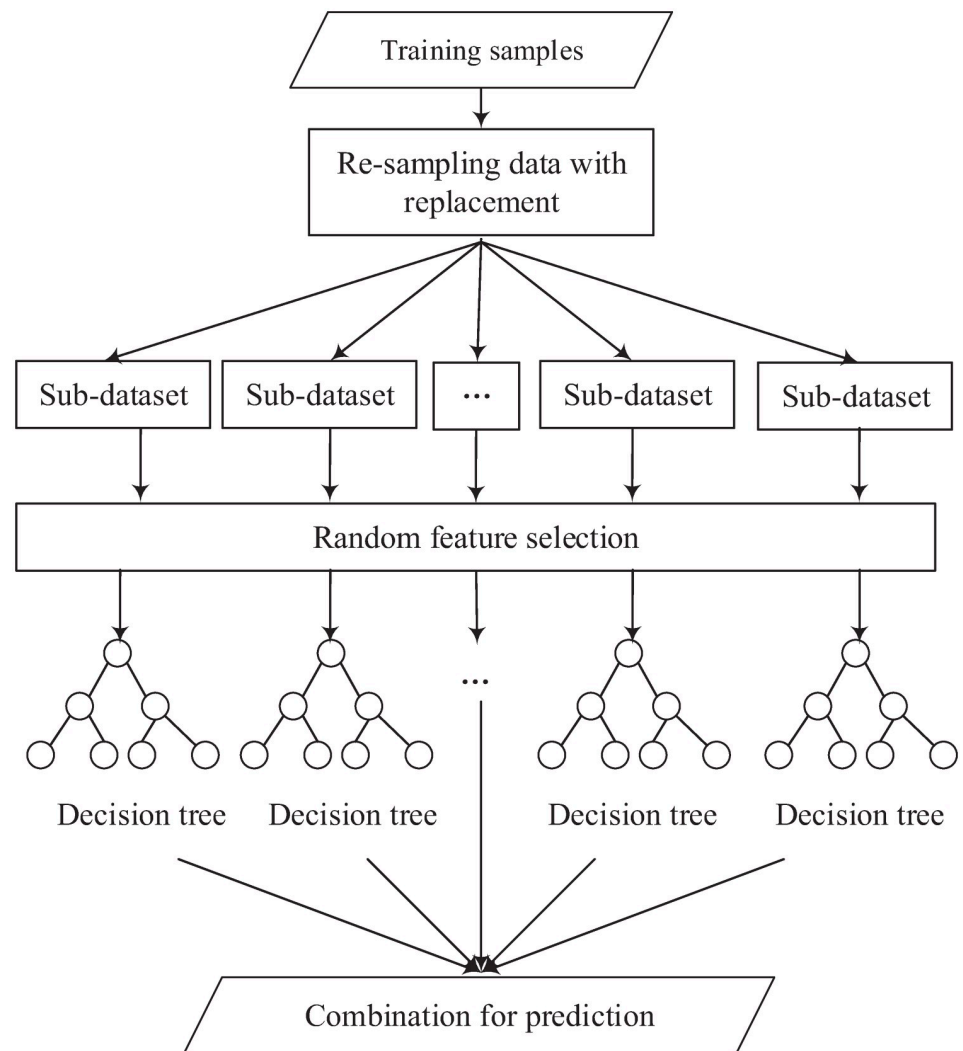 Training samples
Re-sampling data with
replacement
Sub-dataset
Sub-dataset
...
Sub-dataset
Sub-dataset
Random feature selection
...
Decision tree
Decision tree
Decision tree
Decision tree
Combination for prediction